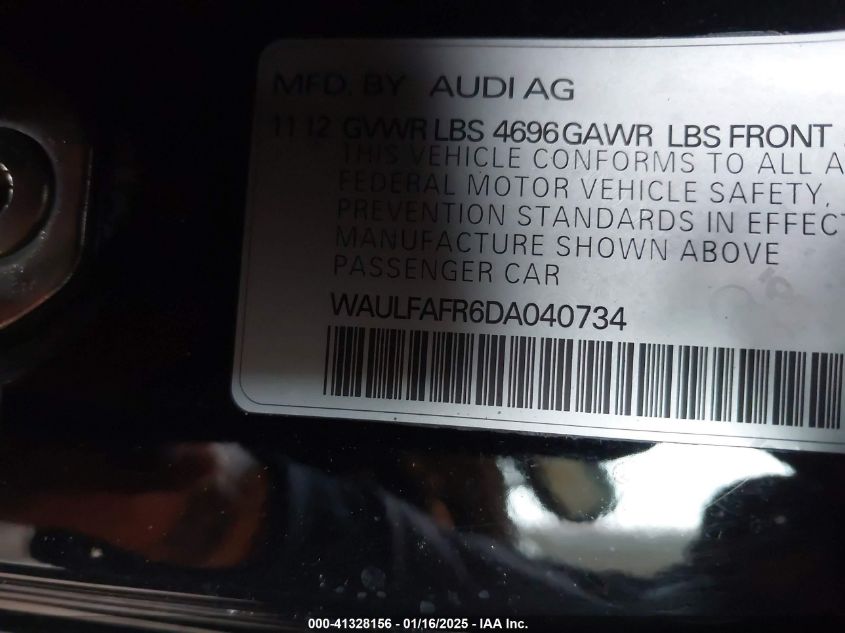 MFD. BY AUDI AG
11 12 GVWR LBS 4696 GAWR LBS FRONT
THIS VEHICLE CONFORMS TO ALL A
FEDERAL MOTOR VEHICLE SAFETY,
PREVENTION STANDARDS IN EFFECT
MANUFACTURE SHOWN ABOVE
PASSENGER CAR
WAULFAFR6DA040734
000-41328156 — 01/16/2025 — IAA Inc.